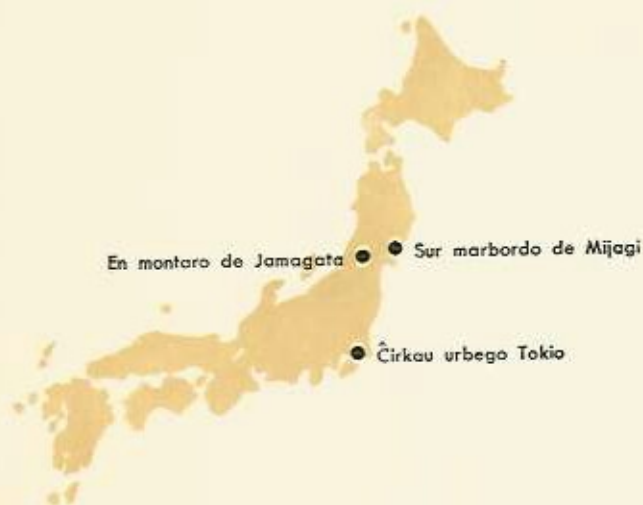 En montaro de Jamagata
Sur marbordo de Mijagi
Ĉirkau urbego Tokio